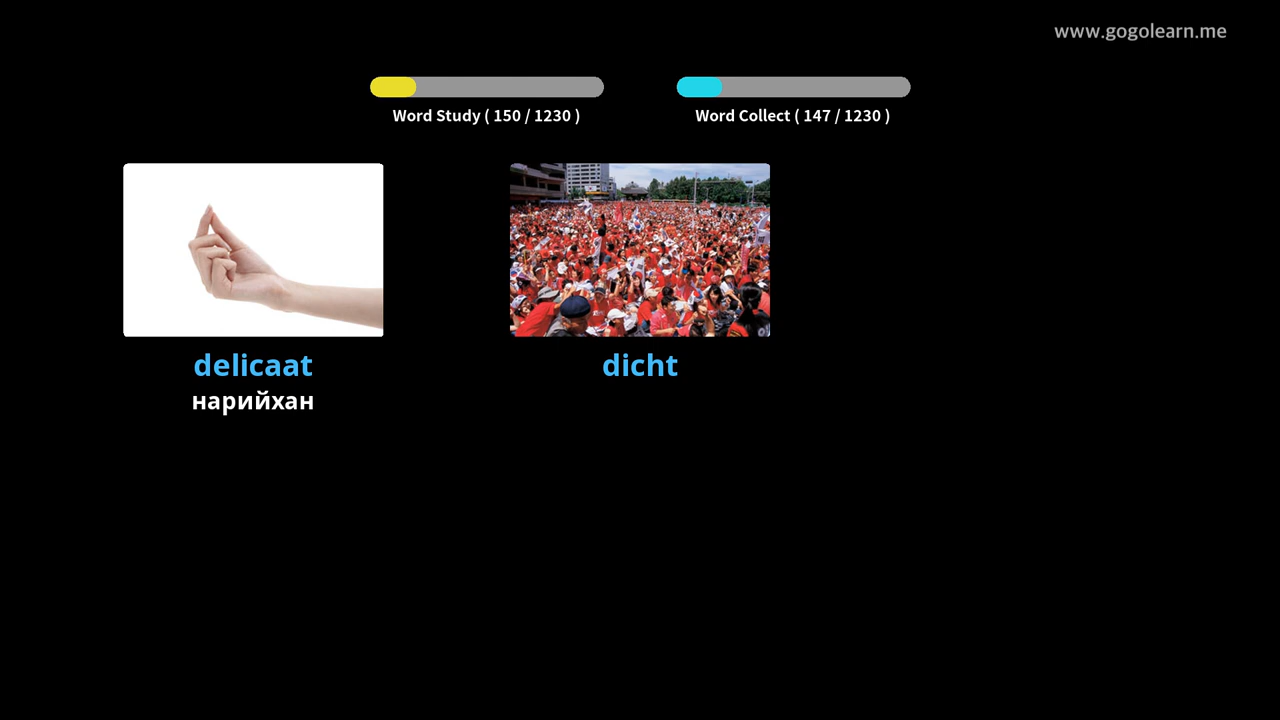 www.gogolearn.me
Word Study ( 150 / 1230 )
Word Collect ( 147 / 1230 )
delicaat
нарийхан
dicht